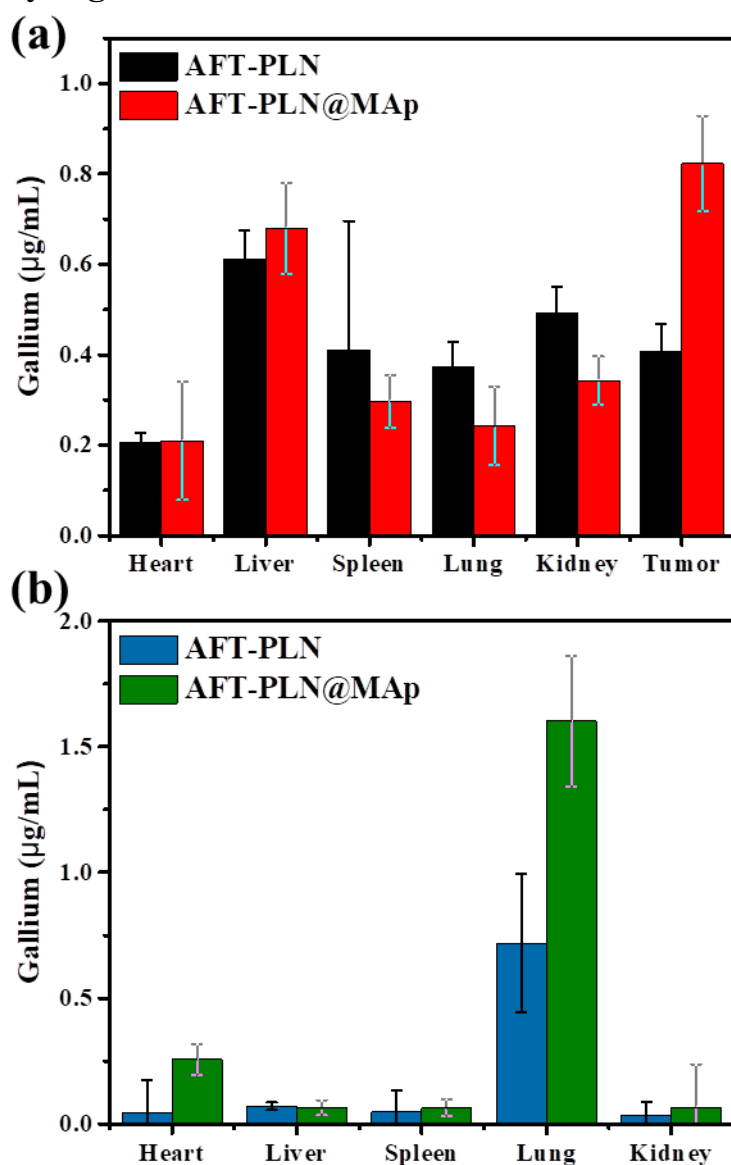 (a)
AFT-PLN
AFT-PLN@MAp
Gallium (μg/mL)
1.0
0.8
0.6
0.4
0.2
0.0
Heart Liver Spleen Lung Kidney Tumor
(b)
AFT-PLN
AFT-PLN@MAp
Gallium (μg/mL)
2.0
1.5
1.0
0.5
0.0
Heart Liver Spleen Lung Kidney